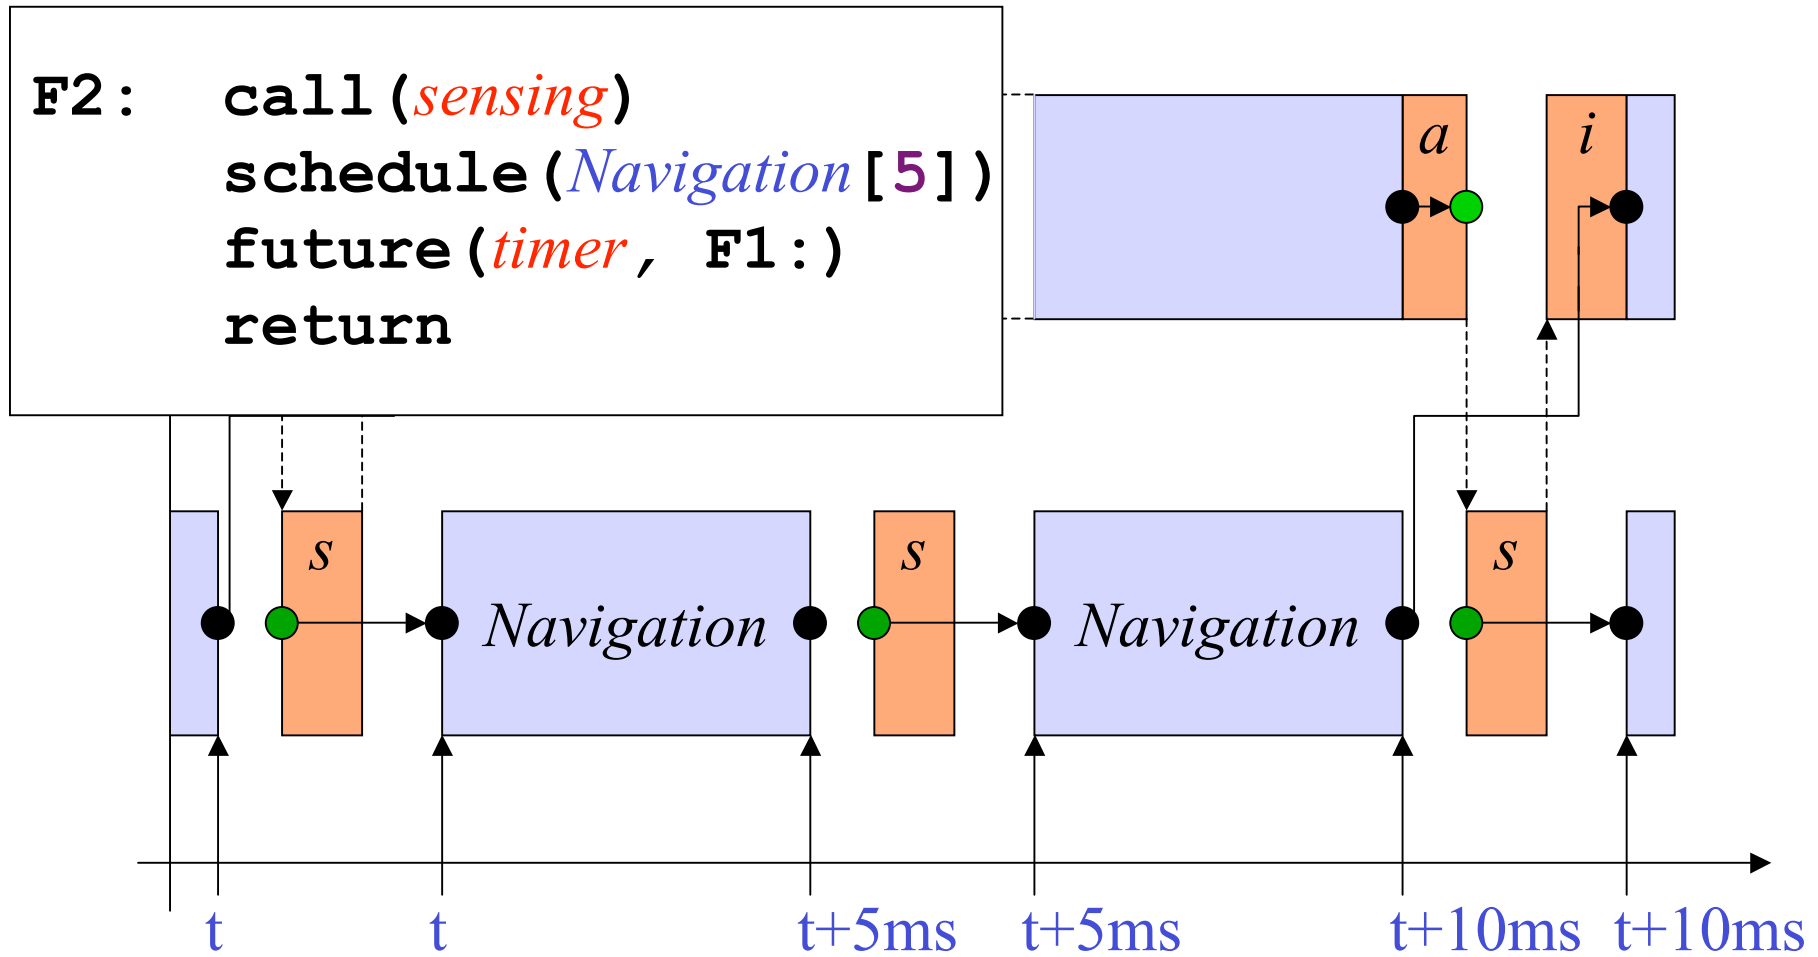 F2: call(sensing)
schedule(Navigation[5])
future(timer, F1:)
return
a i
s s s
Navigation Navigation
t t t+5ms t+5ms t+10ms t+10ms